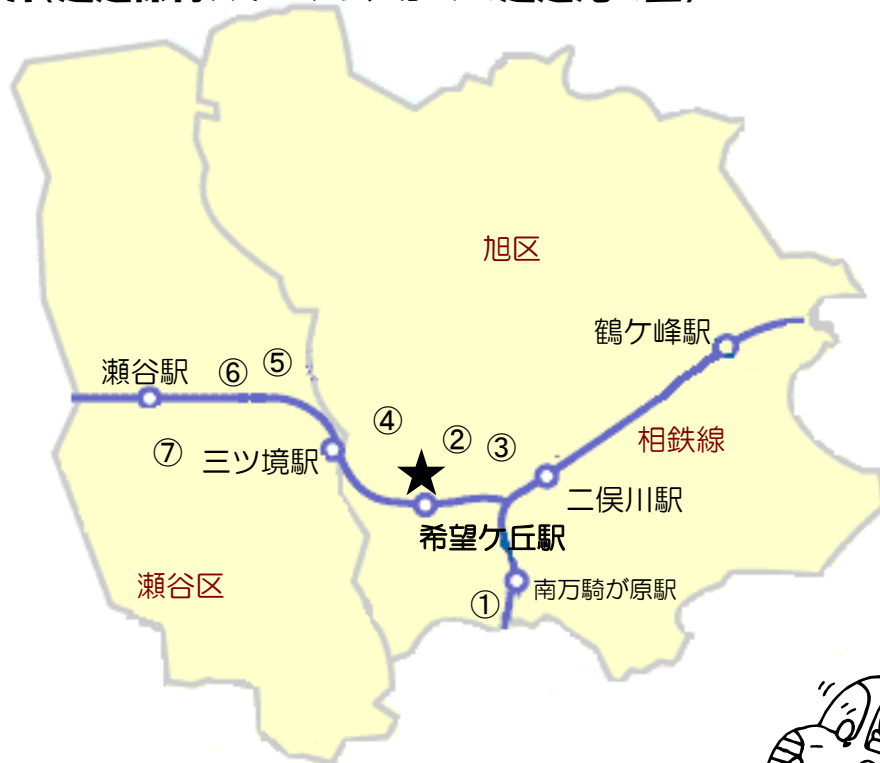 旭区
鶴ケ峰駅
瀬谷駅
⑥
⑤
④
②
③
相鉄線
⑦
三ツ境駅
★
二俣川駅
希望ケ丘駅
瀬谷区
①
南万騎が原駅